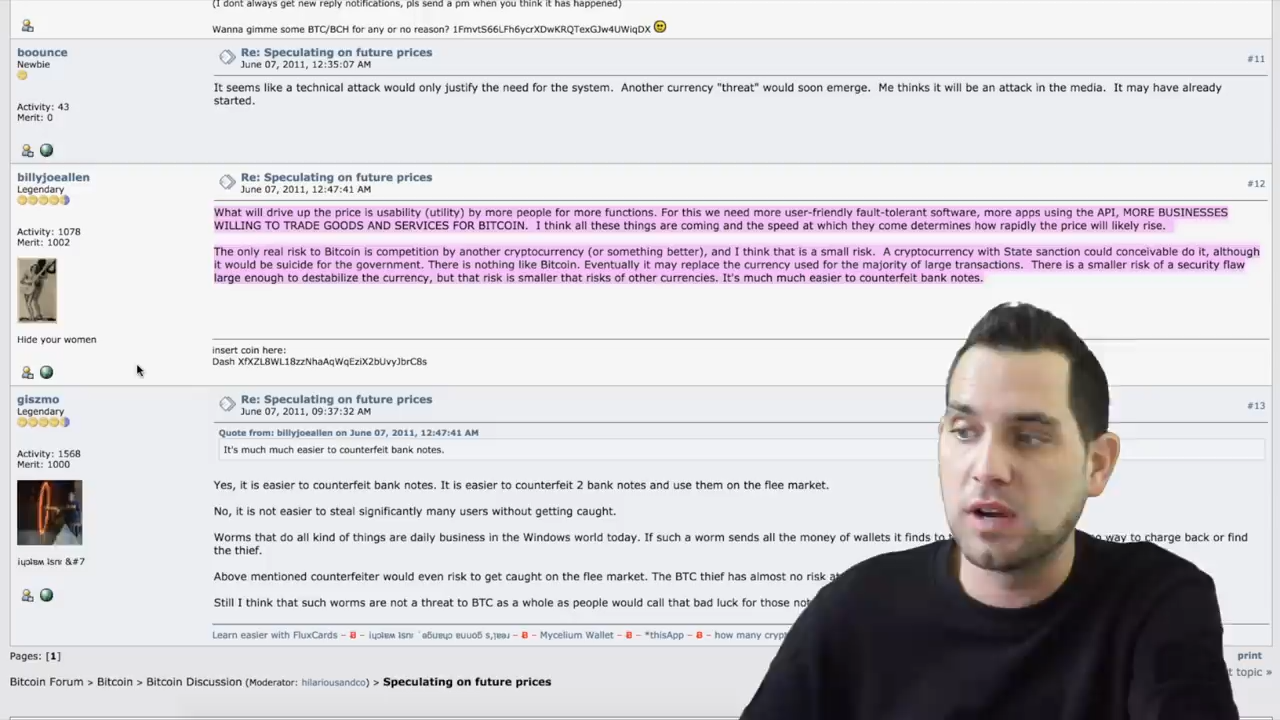 (I dont always get new reply notifications, pls send a pm when you think it has happened)
Wanna gimme some BTC/BCH for any or no reason? 1FmvtS66LFh6ycrXDwKRQTexGJw4UWiqDX
boounce
Newbie
Activity: 43
Merit: 0
Re: Speculating on future prices
June 07, 2011, 12:35:07 AM
#11
It seems like a technical attack would only justify the need for the system. Another currency "threat" would soon emerge. Me thinks it will be an attack in the media. It may have already
started.
billyjoeallen
Legendary
Activity: 1078
Merit: 1002
Hide your women
Re: Speculating on future prices
June 07, 2011, 12:47:41 AM
#12
What will drive up the price is usability (utility) by more people for more functions. For this we need more user-friendly fault-tolerant software, more apps using the API, MORE BUSINESSES
WILLING TO TRADE GOODS AND SERVICES FOR BITCOIN. I think all these things are coming and the speed at which they come determines how rapidly the price will likely rise.
The only real risk to Bitcoin is competition by another cryptocurrency (or something better), and I think that is a small risk. A cryptocurrency with State sanction could conceivable do it, although
it would be suicide for the government. There is nothing like Bitcoin. Eventually it may replace the currency used for the majority of large transactions. There is a smaller risk of a security flaw
large enough to destabilize the currency, but that risk is smaller that risks of other currencies. It's much much easier to counterfeit bank notes.
insert coin here:
Dash XfXZL8WL18zzNhaAqWqEziX2bUvyJbrC8s
giszmo
Legendary
Activity: 1568
Merit: 1000
Re: Speculating on future prices
June 07, 2011, 09:37:32 AM
#13
Quote from: billyjoeallen on June 07, 2011, 12:47:41 AM
It's much much easier to counterfeit bank notes.
Yes, it is easier to counterfeit bank notes. It is easier to counterfeit 2 bank notes and use them on the flee market.
No, it is not easier to steal significantly many users without getting caught.
Worms that do all kind of things are daily business in the Windows world today. If such a worm sends all the money of wallets it finds to way to charge back or find
the thief.
Above mentioned counterfeiter would even risk to get caught on the flee market. The BTC thief has almost no risk
Still I think that such worms are not a threat to BTC as a whole as people would call that bad luck for those
Learn easier with FluxCards – – Mycelium Wallet – – *thisApp – – how many
Pages: [1]
print
topic »
Bitcoin Forum > Bitcoin > Bitcoin Discussion (Moderator: hilariousandco) > Speculating on future prices